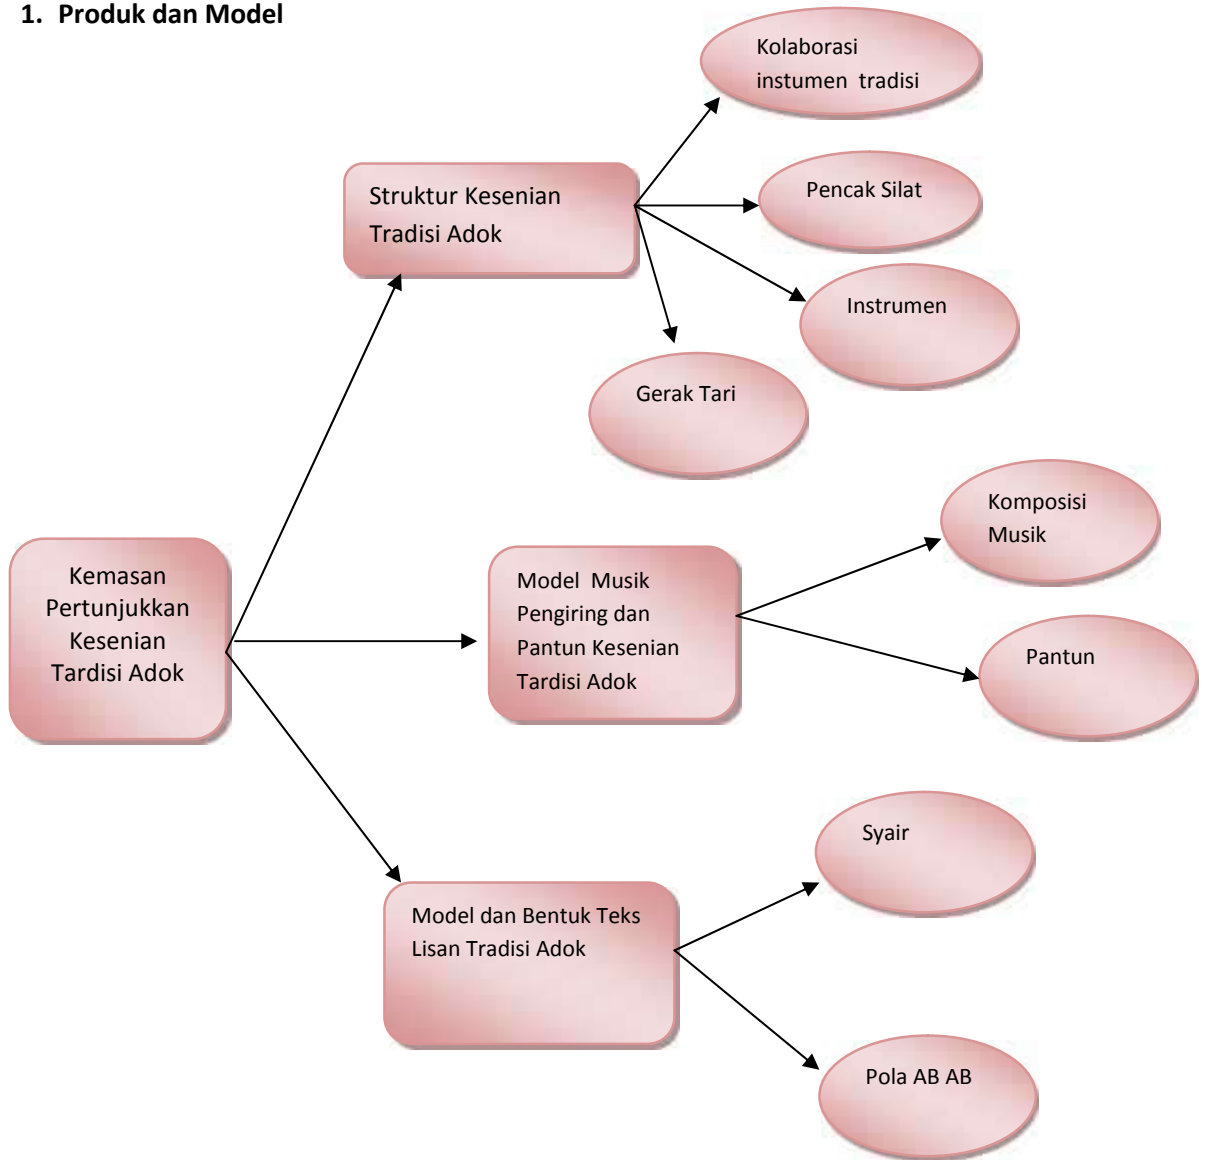 1. Produk dan Model
Kolaborasi
instumen tradisi
Struktur Kesenian
Tradisi Adok
Pencak Silat
Instrumen
Gerak Tari
Kemasan
Pertunjukkan
Kesenian
Tardisi Adok
Model Musik
Pengiring dan
Pantun Kesenian
Tardisi Adok
Komposisi
Musik
Pantun
Model dan Bentuk Teks
Lisan Tradisi Adok
Syair
Pola AB AB